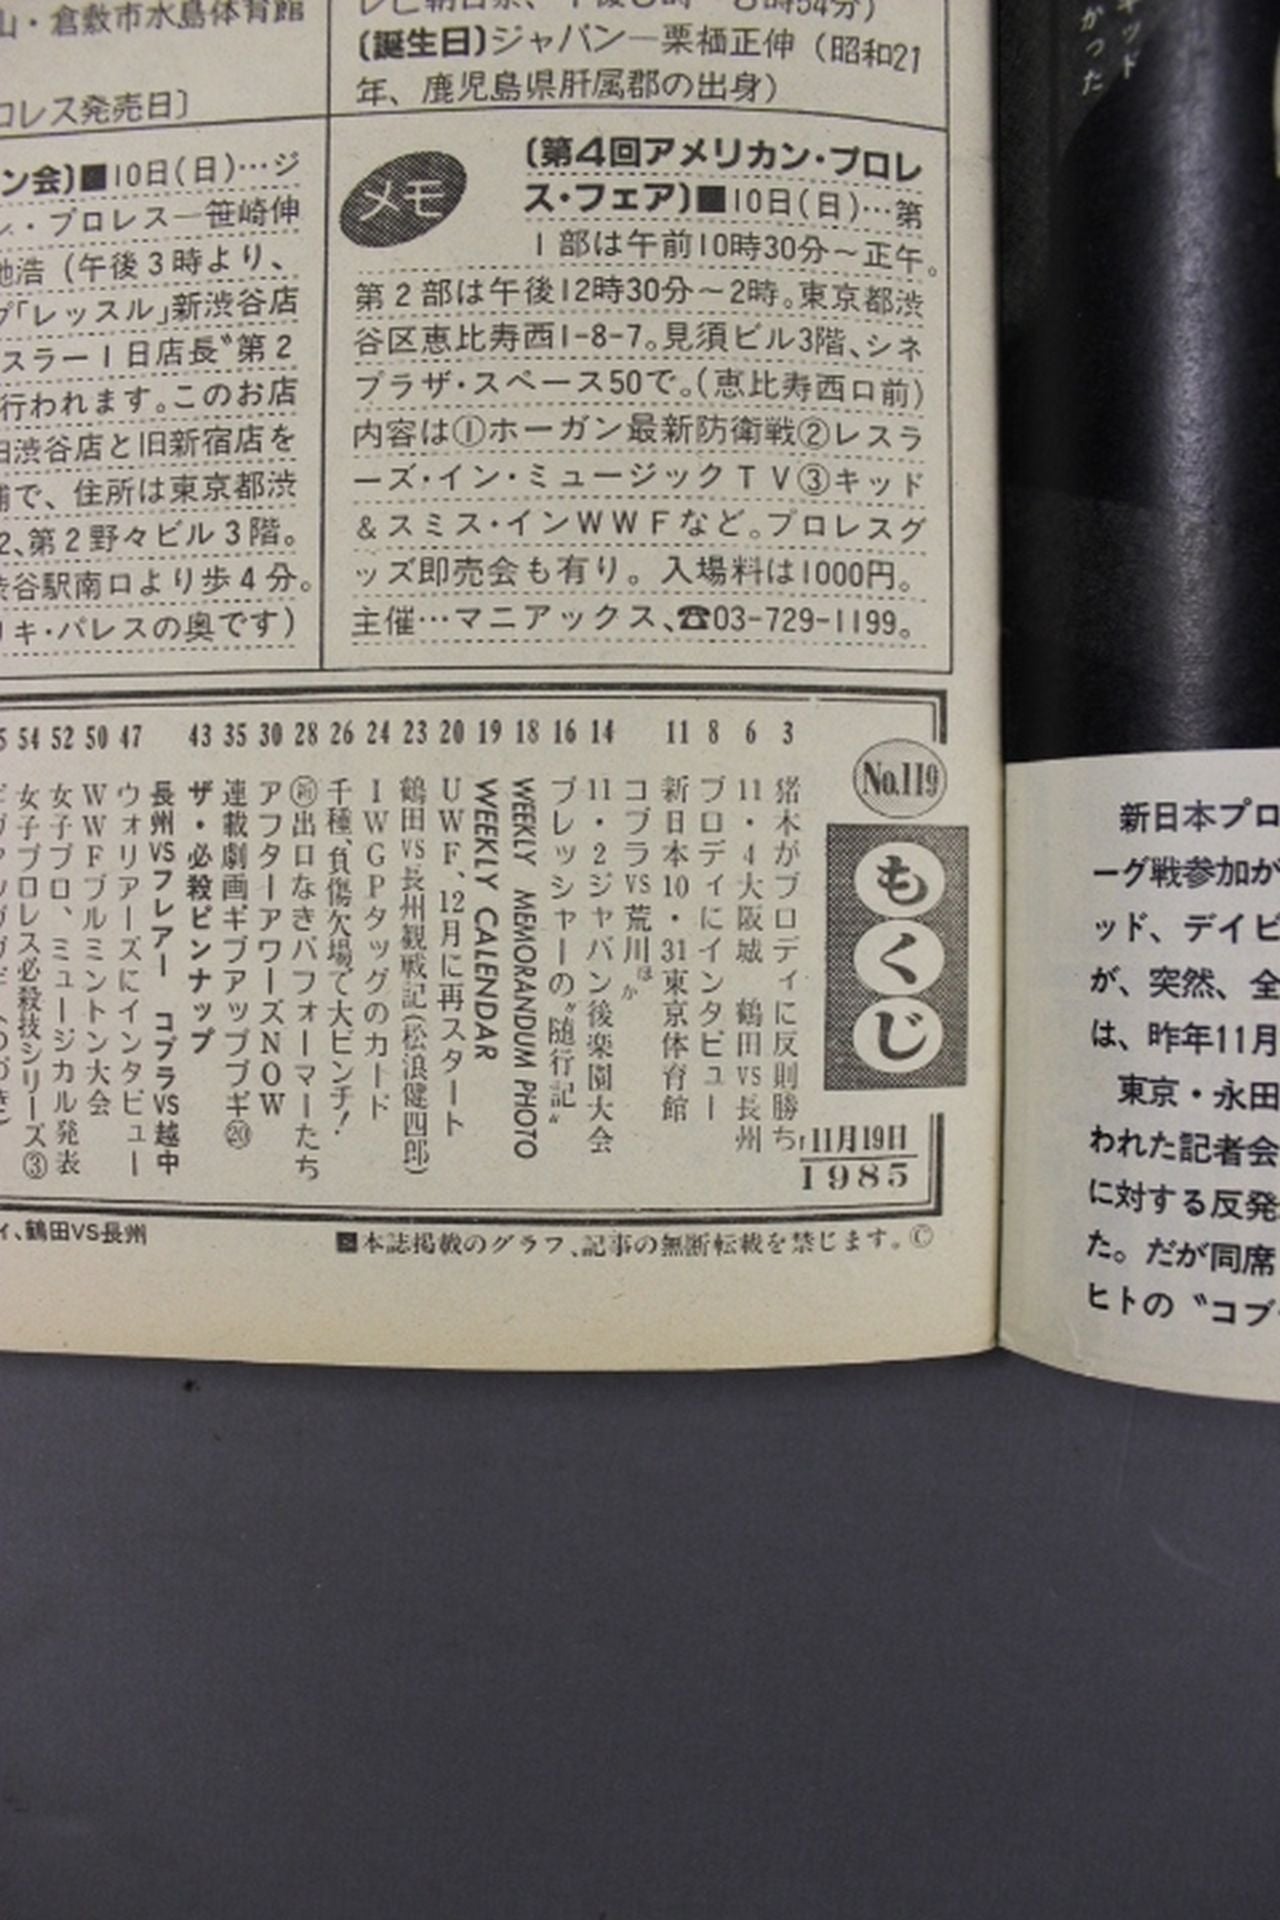 山・倉敷市水島体育館
ロレス発売日〕
レビ朝日系、午後8時〜8時54分）
〔誕生日〕ジャパン—栗栖正伸（昭和21
年、鹿児島県肝属郡の出身）
ン会〕■10日（日）…ジ
・プロレス—笹崎伸
池浩（午後3時より、
プ「レッスル」新渋谷店
スラー1日店長〝第2
行われます。このお店
旧渋谷店と旧新宿店を
舗で、住所は東京都渋
2、第2野々ビル3階。
渋谷駅南口より歩4分。
リキ・パレスの奥です）
メモ
〔第4回アメリカン・プロレ
ス・フェア〕■10日（日）…第
1部は午前10時30分〜正午。
第2部は午後12時30分〜2時。東京都渋
谷区恵比寿西1-8-7。見須ビル3階、シネ
プラザ・スペース50で。（恵比寿西口前）
内容は①ホーガン最新防衛戦②レスラ
ーズ・イン・ミュージックTV③キッド
&スミス・インWWFなど。プロレスグ
ッズ即売会も有り。入場料は1000円。
主催…マニアックス、☎03-729-1199。
No.119
もくじ
11月19日
1985
3 猪木がブロディに反則勝ち
6 11・4大阪城 鶴田VS長州
8 ブロディにインタビュー
11 新日本10・31東京体育館
コブラVS荒川ほか
14 11・2ジャパン後楽園大会
16 プレッシャーの〝随行記〟
18 WEEKLY MEMORANDUM PHOTO
19 WEEKLY CALENDAR
20 UWF、12月に再スタート
23 鶴田VS長州観戦記（松浪健四郎）
24 IWGPタッグのカード
26 千種、負傷欠場で大ピンチ！
28 ㊟出口なきパフォーマーたち
30 アフターアワーズNOW
35 連載劇画ギブアップブギ⑳
43 ザ・必殺ピンナップ
長州VSフレアー コブラVS越中
47 ウォリアーズにインタビュー
50 WWFブルミントン大会
52 女子プロ、ミュージカル発表
54 女子プロレス必殺技シリーズ③
ィ、鶴田VS長州
■本誌掲載のグラフ、記事の無断転載を禁じます。©
キッド
かった
新日本プロ
ーグ戦参加が
ッド、デイビ
が、突然、全
は、昨年11月
東京・永田
われた記者会
に対する反発
た。だが同席
ヒトの〝コブ